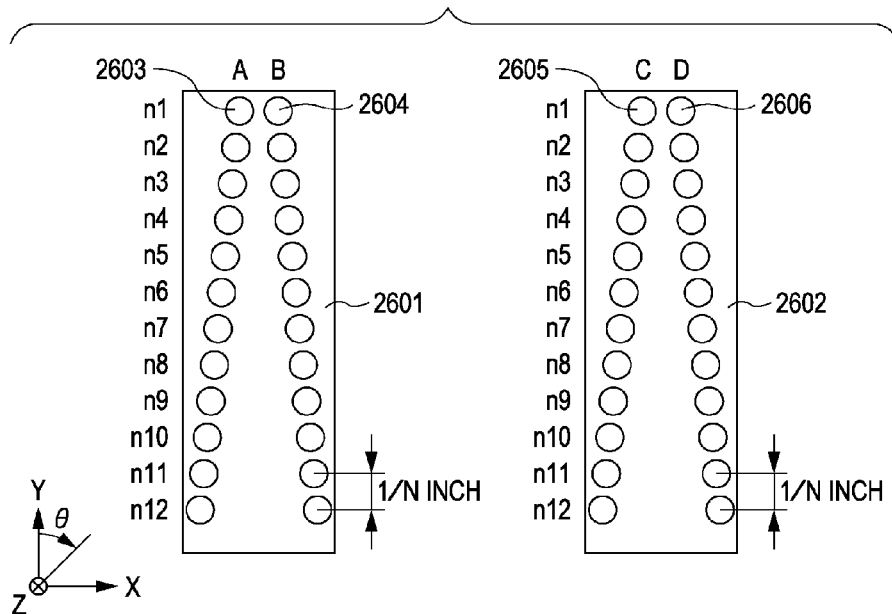 2603 A B 2604
2605 C D 2606
n1 n1
n2 n2
n3 n3
n4 n4
n5 n5
n6 n6
2601 2602
n7 n7
n8 n8
n9 n9
n10 n10
n11 n11
1/N INCH 1/N INCH
n12 n12
Y θ
Z X